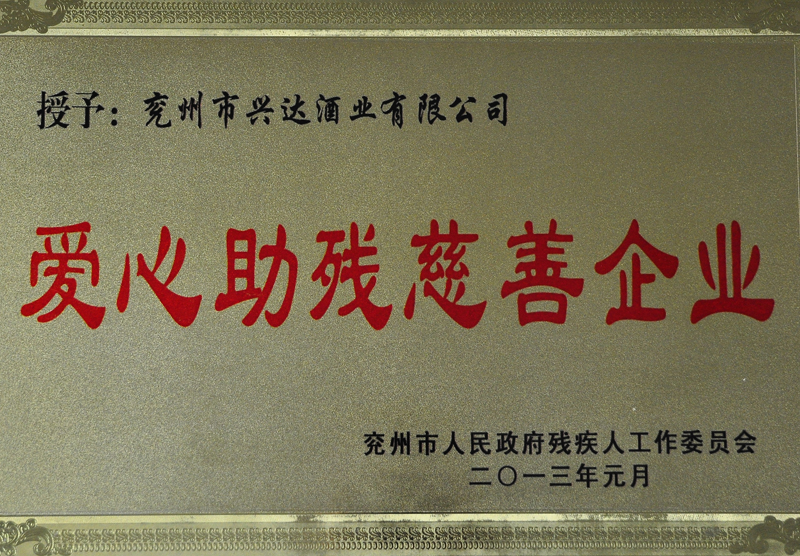 授予：兖州市兴达酒业有限公司
爱心助残慈善企业
兖州市人民政府残疾人工作委员会
二〇一三年元月